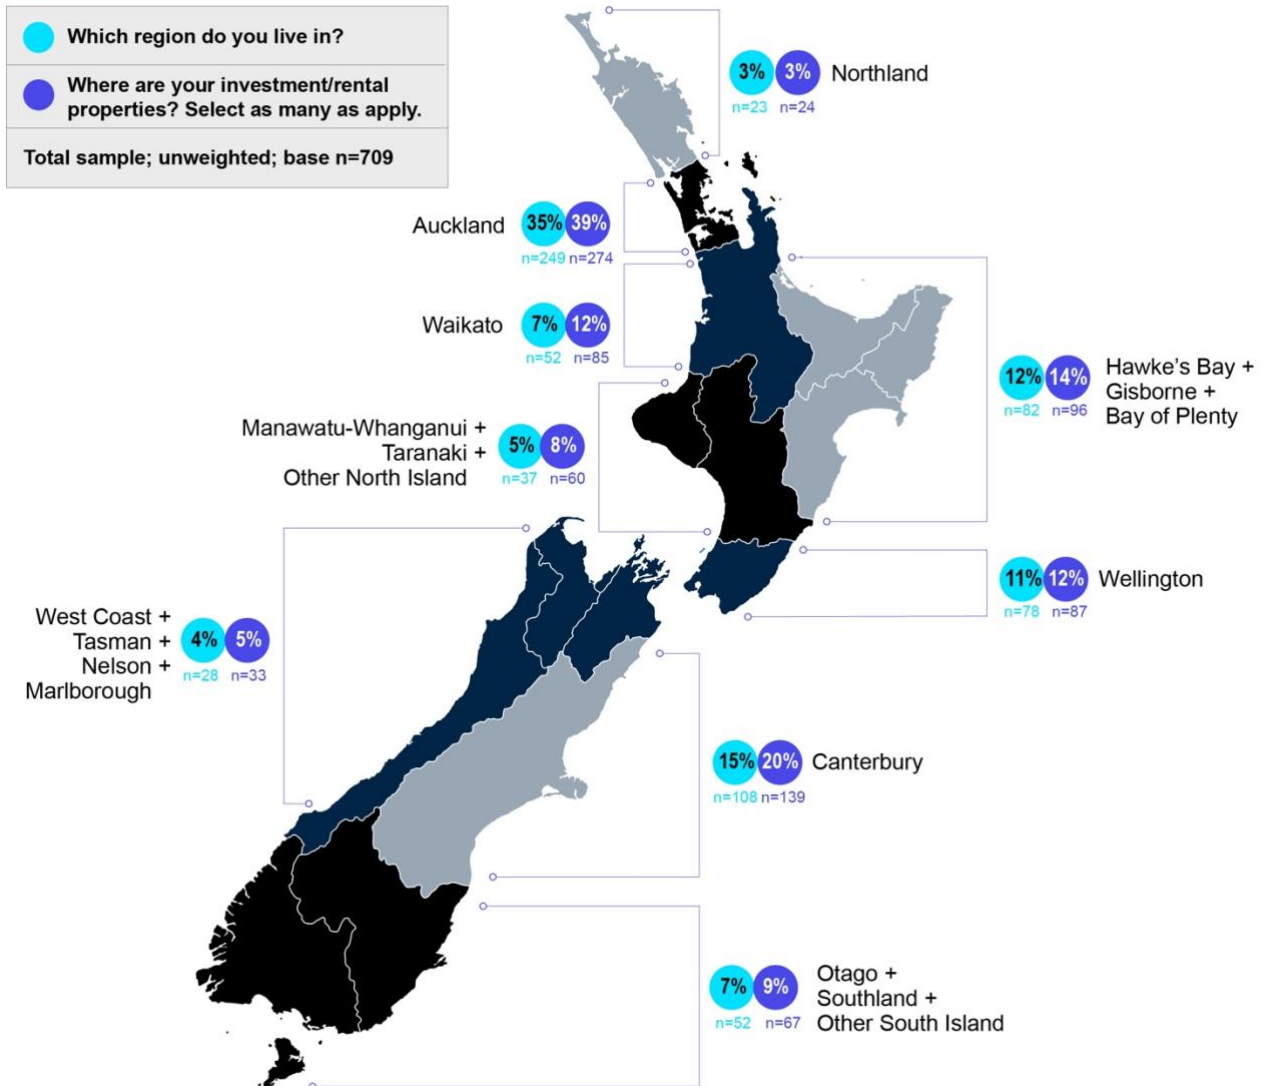 Which region do you live in?
Where are your investment/rental
properties? Select as many as apply.
Total sample; unweighted; base n=709
3% 3% Northland
n=23 n=24
Auckland 35% 39%
n=249 n=274
Waikato 7% 12%
n=52 n=85
12% 14% Hawke’s Bay +
Gisborne +
Bay of Plenty
n=82 n=96
Manawatu-Whanganui +
Taranaki +
Other North Island
5% 8%
n=37 n=60
11% 12% Wellington
n=78 n=87
West Coast +
Tasman +
Nelson +
Marlborough
4% 5%
n=28 n=33
15% 20% Canterbury
n=108 n=139
7% 9% Otago +
Southland +
Other South Island
n=52 n=67